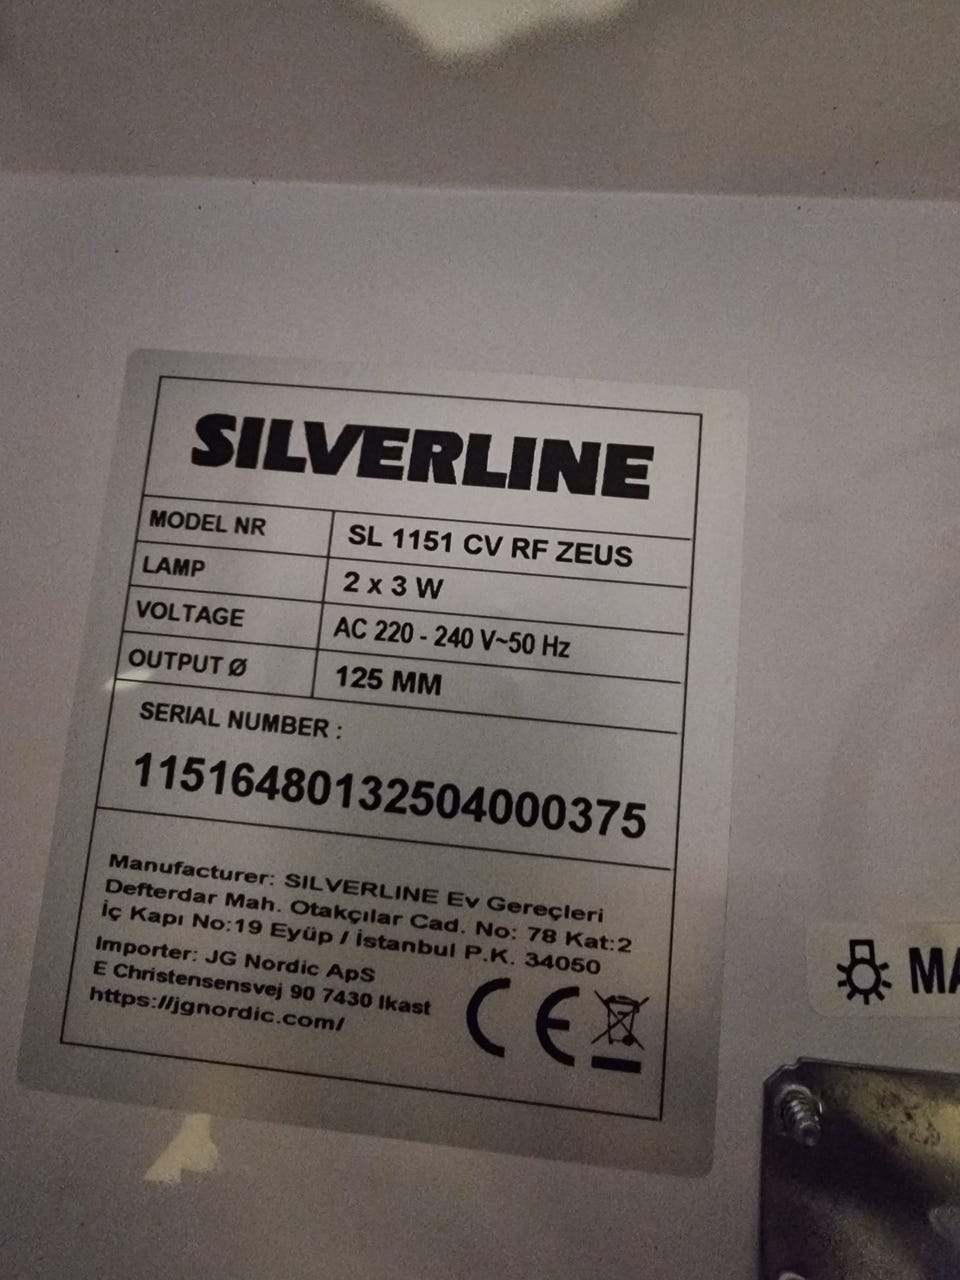 SILVERLINE
MODEL NR SL 1151 CV RF ZEUS
LAMP 2 x 3 W
VOLTAGE AC 220 - 240 V~50 Hz
OUTPUT Ø 125 MM
SERIAL NUMBER :
11516480132504000375
Manufacturer: SILVERLINE Ev Gereçleri
Defterdar Mah. Otakçılar Cad. No: 78 Kat:2
İç Kapı No:19 Eyüp / İstanbul P.K. 34050
Importer: JG Nordic ApS
E Christensensvej 90 7430 Ikast
https://jgnordic.com/
CE